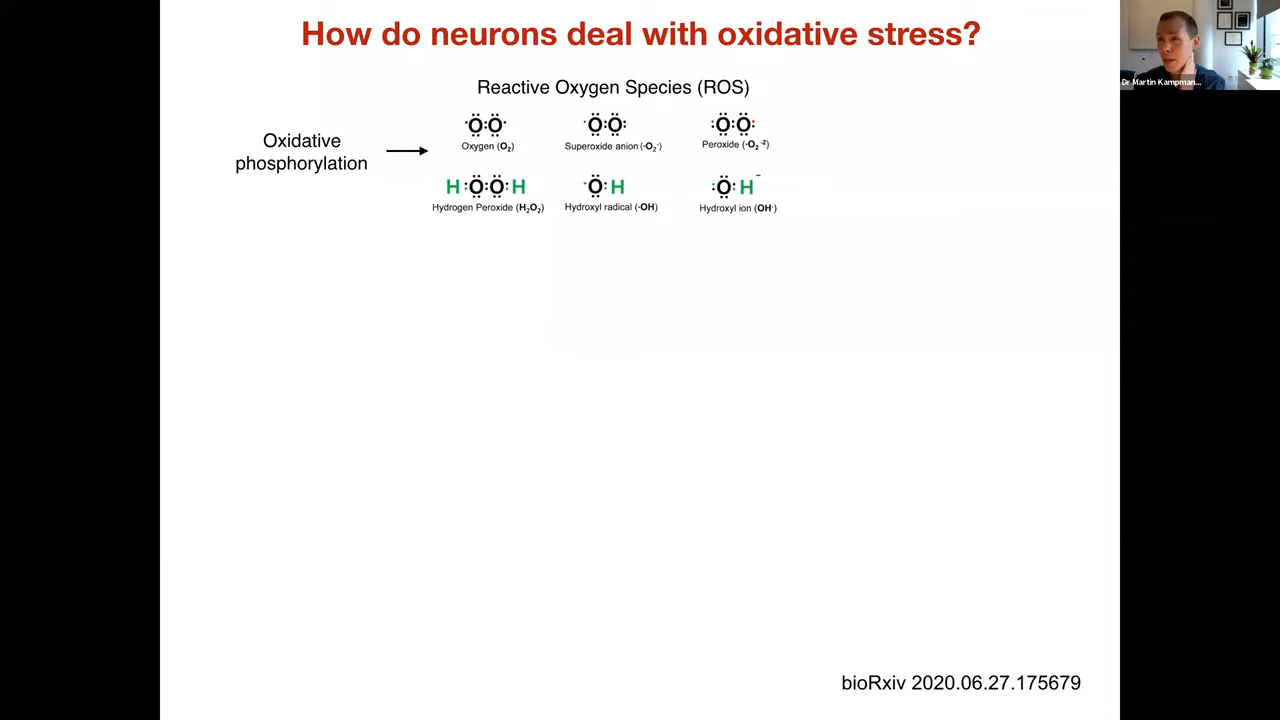 How do neurons deal with oxidative stress?
Dr Martin Kampman...
Reactive Oxygen Species (ROS)
Oxidative
phosphorylation
·Ö:Ö· ·Ö:Ö: :Ö:Ö:
Oxygen (O₂) Superoxide anion (·O₂⁻) Peroxide (·O₂⁻²)
H:Ö:Ö:H ·Ö:H :Ö:H⁻
Hydrogen Peroxide (H₂O₂) Hydroxyl radical (·OH) Hydroxyl ion (OH⁻)
bioRxiv 2020.06.27.175679